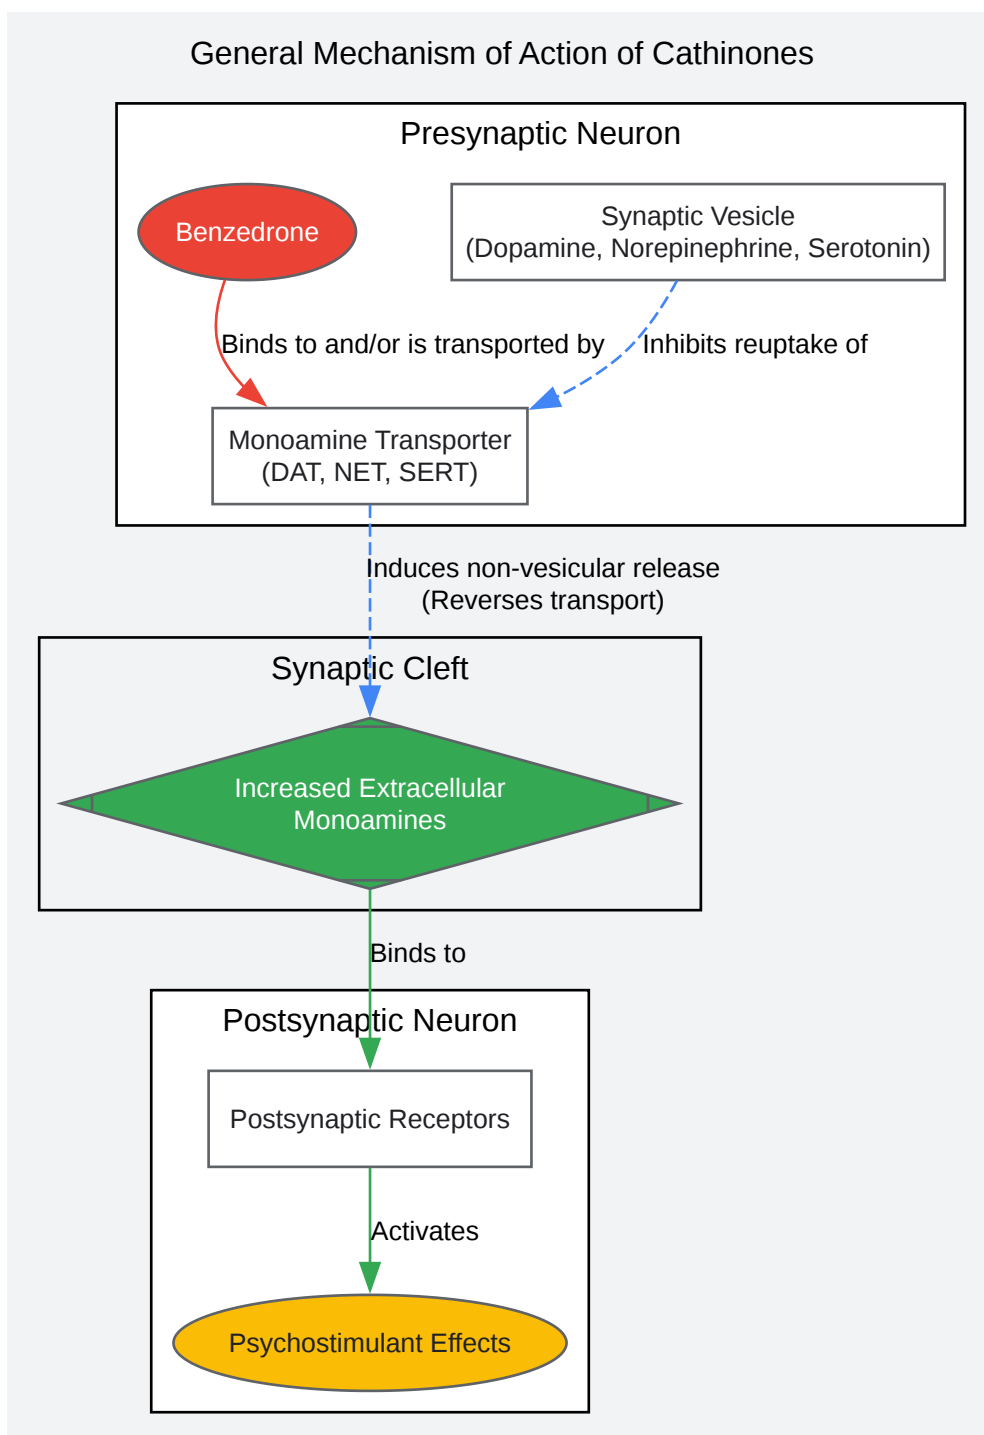 General Mechanism of Action of Cathinones
Presynaptic Neuron
Benzedrone
Synaptic Vesicle
(Dopamine, Norepinephrine, Serotonin)
Binds to and/or is transported by
Inhibits reuptake of
Monoamine Transporter
(DAT, NET, SERT)
Induces non-vesicular release
(Reverses transport)
Synaptic Cleft
Increased Extracellular
Monoamines
Binds to
Postsynaptic Neuron
Postsynaptic Receptors
Activates
Psychostimulant Effects